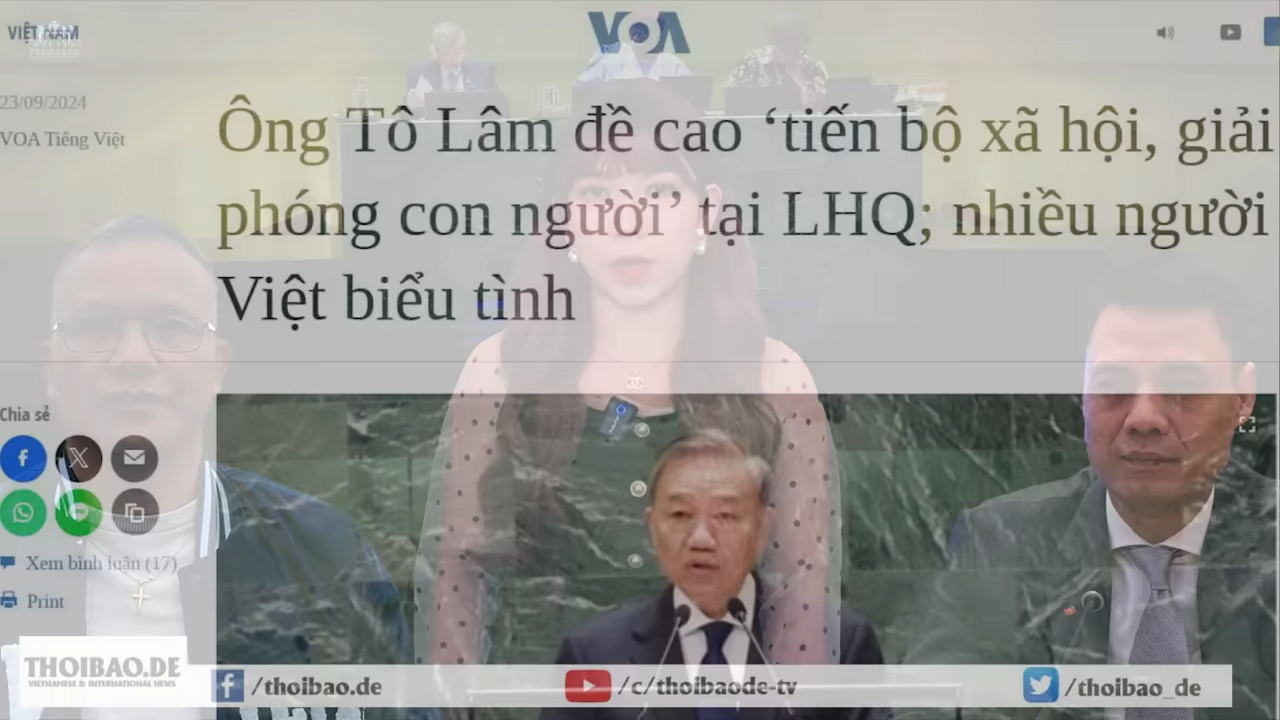 VIỆT NAM
VOA
23/09/2024
VOA Tiếng Việt
Ông Tô Lâm đề cao ‘tiến bộ xã hội, giải
phóng con người’ tại LHQ; nhiều người
Việt biểu tình
Chia sẻ
Xem bình luận (17)
Print
THOIBAO.DE
VIETNAMESE & INTERNATIONAL NEWS
/thoibao.de
/c/thoibaode-tv
/thoibao_de